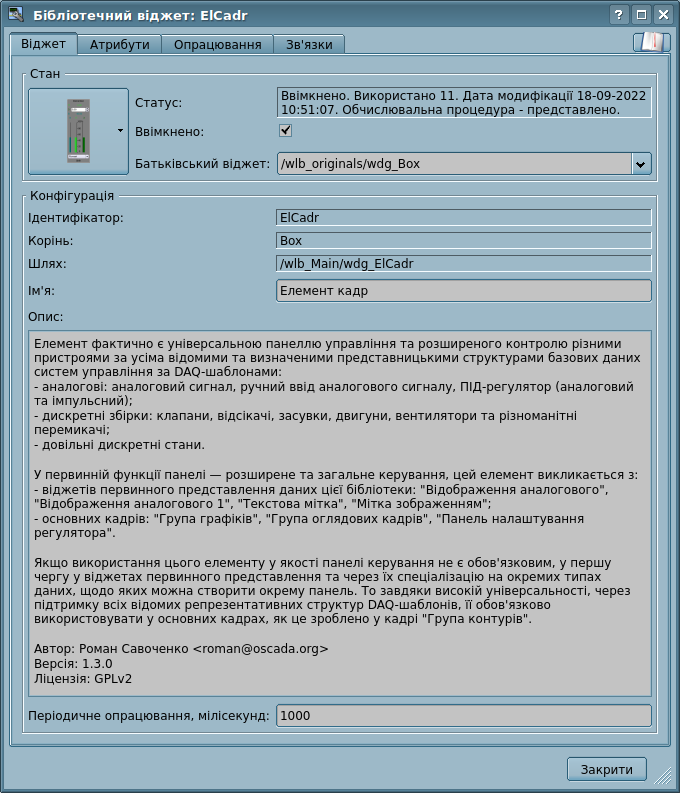 Бібліотечний віджет: ElCadr
Віджет Атрибути Опрацювання Зв'язки
Стан
Статус:
Ввімкнено. Використано 11. Дата модифікації 18-09-2022
10:51:07. Обчислювальна процедура - представлено.
Ввімкнено:
Батьківський віджет: /wlb_originals/wdg_Box
Конфігурація
Ідентифікатор: ElCadr
Корінь: Box
Шлях: /wlb_Main/wdg_ElCadr
Ім'я: Елемент кадр
Опис:
Елемент фактично є універсальною панеллю управління та розширеного контролю різними
пристроями за усіма відомими та визначеними представницькими структурами базових даних
систем управління за DAQ-шаблонами:
- аналогові: аналоговий сигнал, ручний ввід аналогового сигналу, ПІД-регулятор (аналоговий
та імпульсний);
- дискретні збірки: клапани, відсікачі, засувки, двигуни, вентилятори та різноманітні
перемикачі;
- довільні дискретні стани.
У первинній функції панелі — розширене та загальне керування, цей елемент викликається з:
- віджетів первинного представлення даних цієї бібліотеки: "Відображення аналогового",
"Відображення аналогового 1", "Текстова мітка", "Мітка зображенням";
- основних кадрів: "Група графіків", "Група оглядових кадрів", "Панель налаштування
регулятора".
Якщо використання цього елементу у якості панелі керування не є обов'язковим, у першу
чергу у віджетах первинного представлення та через їх спеціалізацію на окремих типах
даних, щодо яких можна створити окрему панель. То завдяки високій універсальності, через
підтримку всіх відомих репрезентативних структур DAQ-шаблонів, її обов'язково
використовувати у основних кадрах, як це зроблено у кадрі "Група контурів".
Автор: Роман Савоченко <roman@oscada.org>
Версія: 1.3.0
Ліцензія: GPLv2
Періодичне опрацювання, мілісекунд: 1000
Закрити